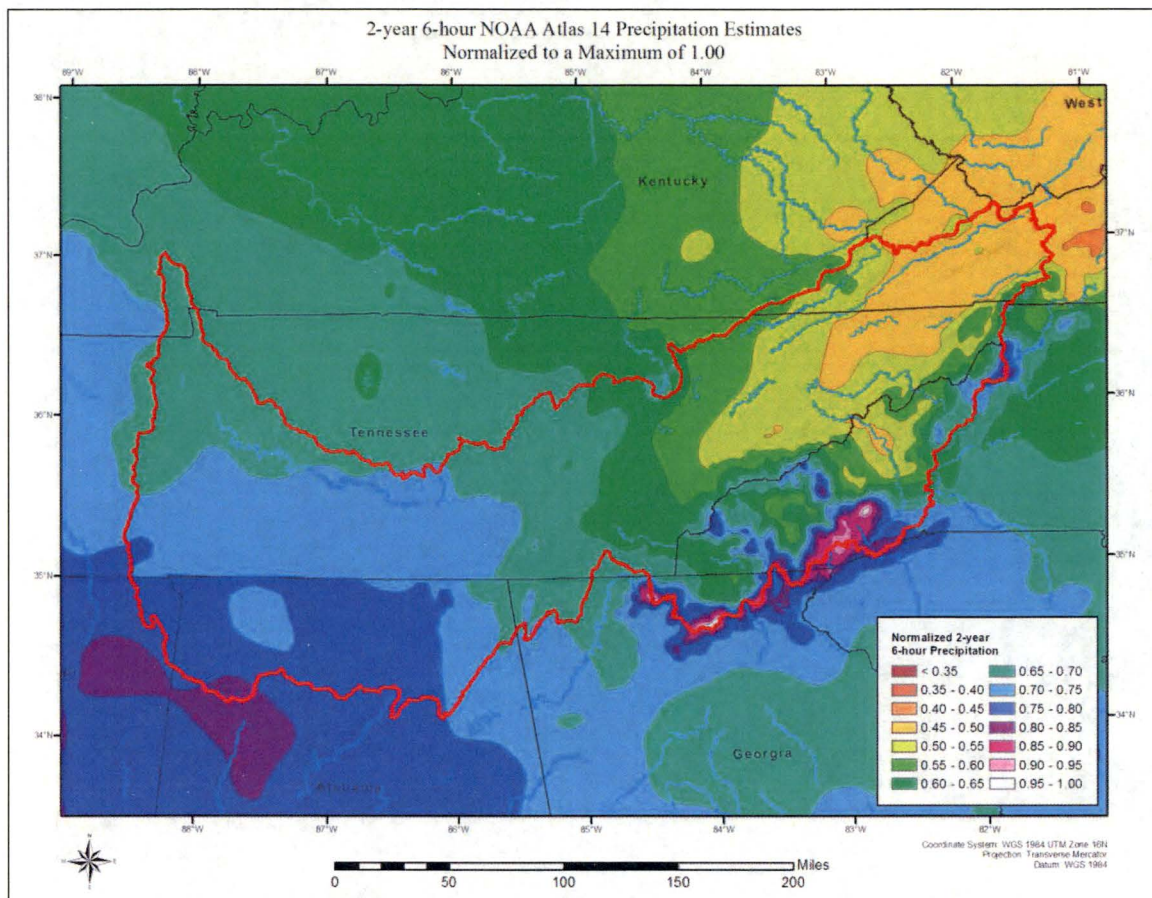 2-year 6-hour NOAA Atlas 14 Precipitation Estimates
Normalized to a Maximum of 1.00
89°W 88°W 87°W 86°W 85°W 84°W 83°W 82°W 81°W
38°N
West
Kentucky
37°N 37°N
36°N 36°N
Tennessee
35°N 35°N
34°N 34°N
Georgia
Alabama
Normalized 2-year
6-hour Precipitation
< 0.35
0.35 - 0.40
0.40 - 0.45
0.45 - 0.50
0.50 - 0.55
0.55 - 0.60
0.60 - 0.65
0.65 - 0.70
0.70 - 0.75
0.75 - 0.80
0.80 - 0.85
0.85 - 0.90
0.90 - 0.95
0.95 - 1.00
88°W 87°W 86°W 85°W 84°W 83°W 82°W
N
Miles
0 50 100 150 200
Coordinate System: WGS 1984 UTM Zone 16N
Projection: Transverse Mercator
Datum: WGS 1984